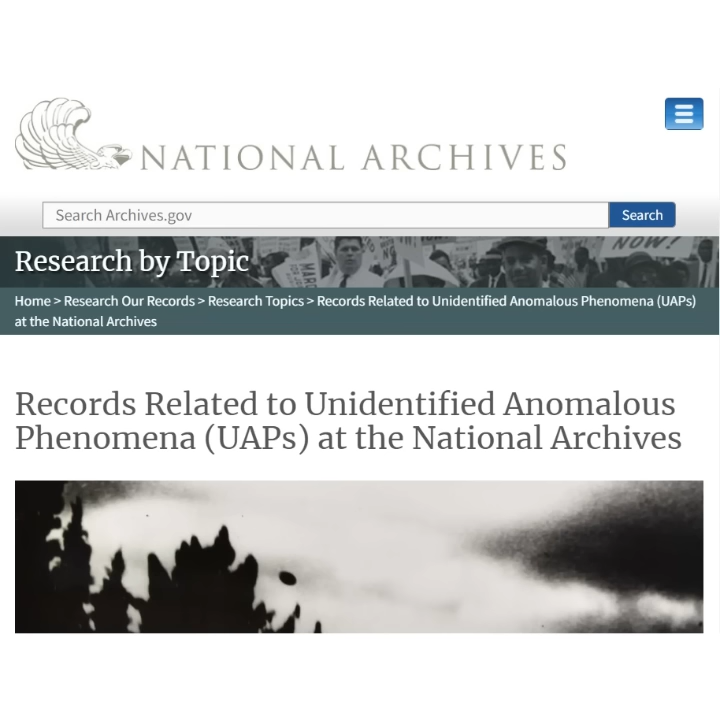 NATIONAL ARCHIVES
Search Archives.gov
Search
NOW!
Research by Topic
Home > Research Our Records > Research Topics > Records Related to Unidentified Anomalous Phenomena (UAPs)
at the National Archives
Records Related to Unidentified Anomalous
Phenomena (UAPs) at the National Archives